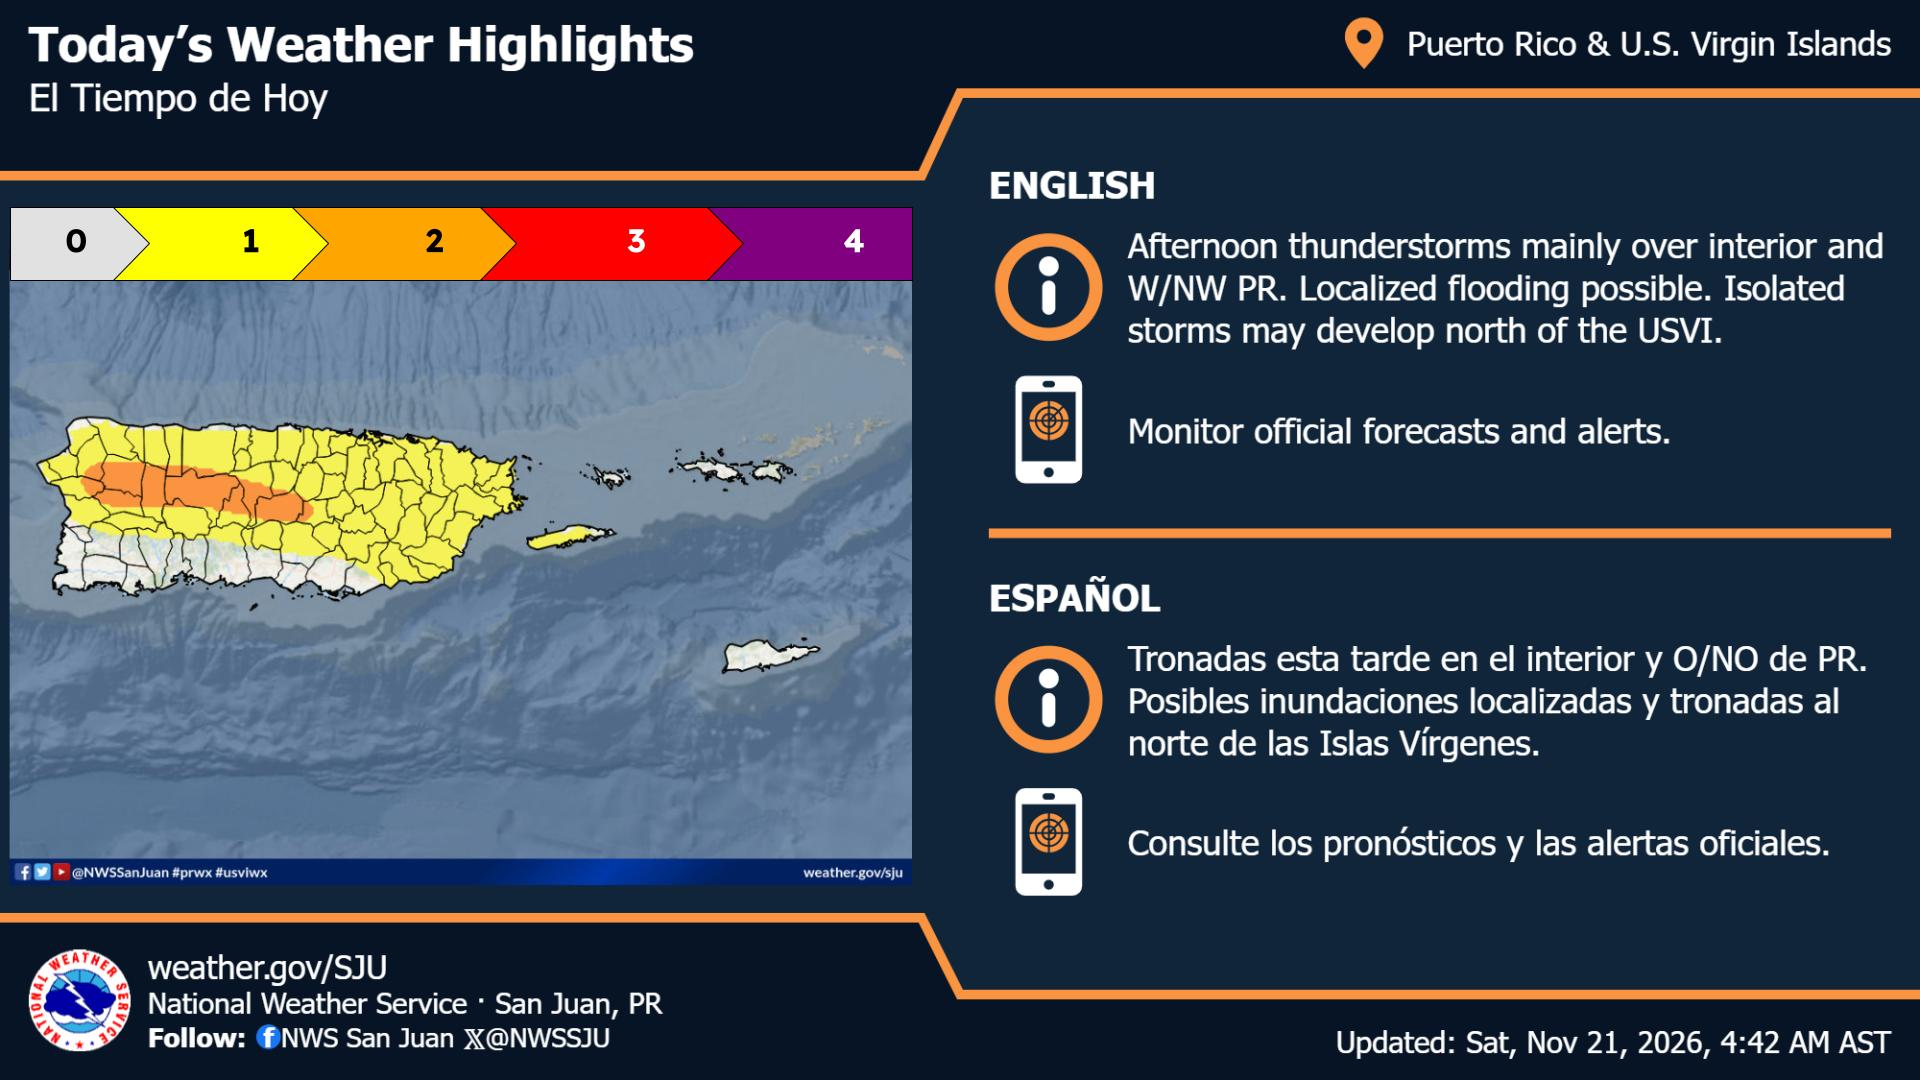 Today's Weather Highlights
El Tiempo de Hoy
Puerto Rico & U.S. Virgin Islands
0 1 2 3 4
@NWSSanJuan #prwx #usviwx
weather.gov/sju
ENGLISH
Afternoon thunderstorms mainly over interior and
W/NW PR. Localized flooding possible. Isolated
storms may develop north of the USVI.
Monitor official forecasts and alerts.
ESPAÑOL
Tronadas esta tarde en el interior y O/NO de PR.
Posibles inundaciones localizadas y tronadas al
norte de las Islas Vírgenes.
Consulte los pronósticos y las alertas oficiales.
NATIONAL WEATHER SERVICE
weather.gov/SJU
National Weather Service · San Juan, PR
Follow: NWS San Juan 𝕏@NWSSJU
Updated: Sat, Nov 21, 2026, 4:42 AM AST